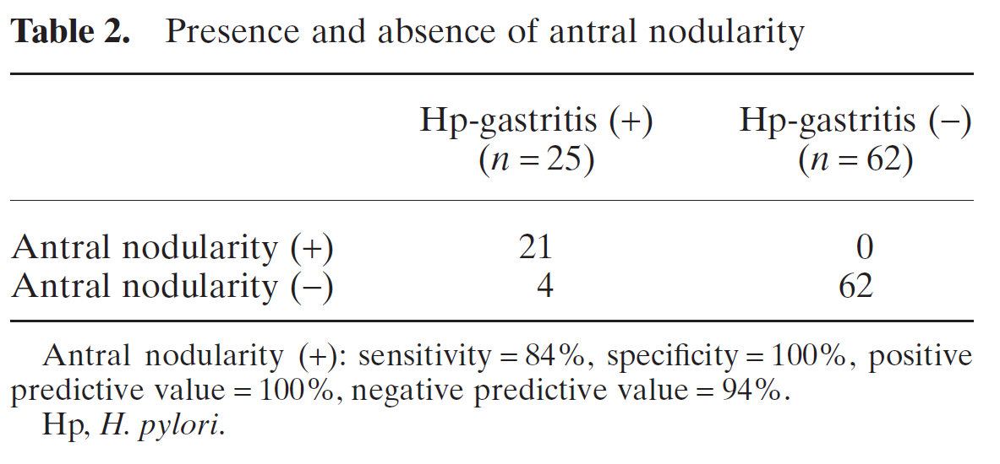 Table 2. Presence and absence of antral nodularity
Hp-gastritis (+) Hp-gastritis (−)
(n = 25) (n = 62)
Antral nodularity (+) 21 0
Antral nodularity (−) 4 62
Antral nodularity (+): sensitivity = 84%, specificity = 100%, positive
predictive value = 100%, negative predictive value = 94%.
Hp, H. pylori.